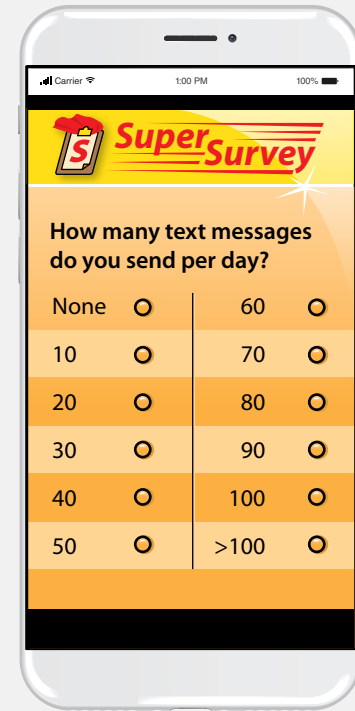 Carrier 1:00 PM 100%
S
Super
Survey
How many text messages
do you send per day?
None 60
10 70
20 80
30 90
40 100
50 >100